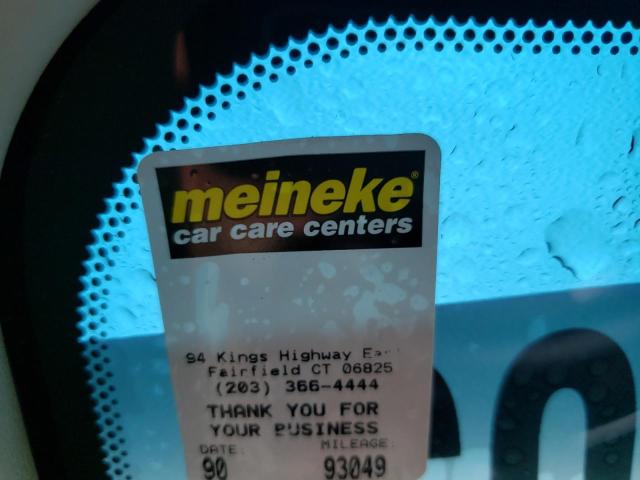 meineke®
car care centers
94 Kings Highway
Fairfield CT 06825
(203) 366-4444
THANK YOU FOR
YOUR BUSINESS
DATE: MILEAGE:
90 93049